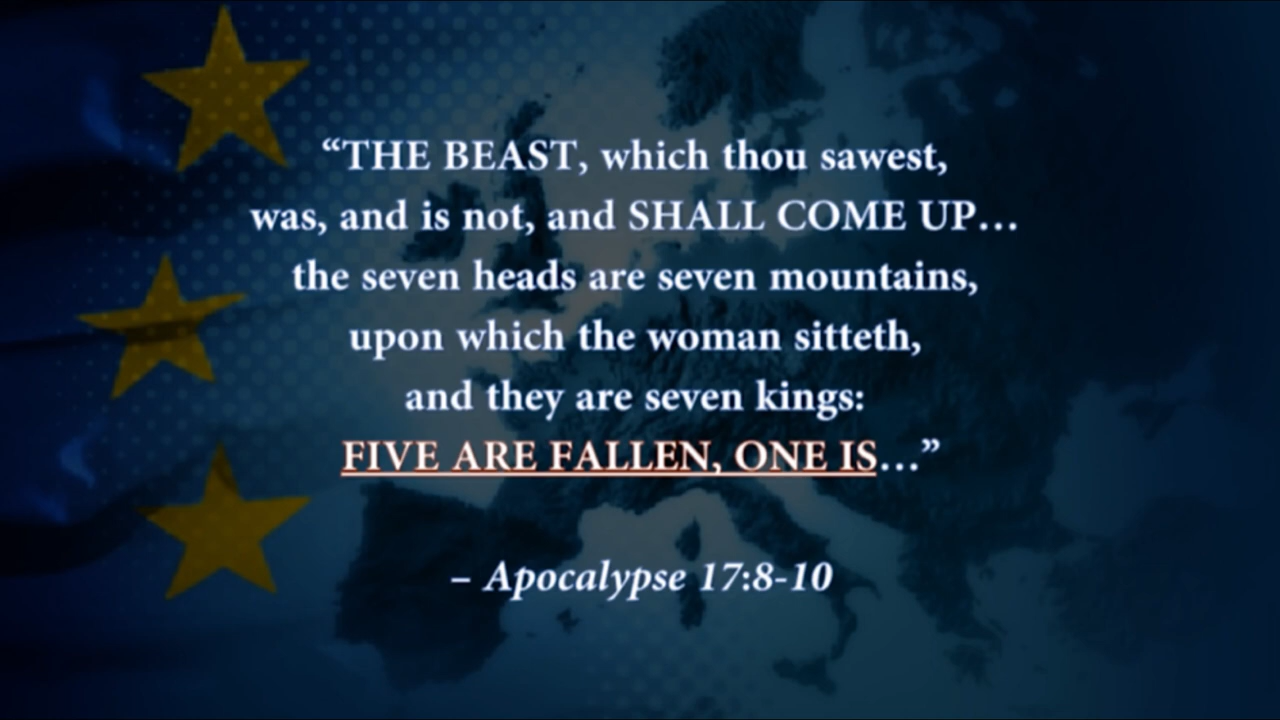 “THE BEAST, which thou sawest,
was, and is not, and SHALL COME UP…
the seven heads are seven mountains,
upon which the woman sitteth,
and they are seven kings:
FIVE ARE FALLEN, ONE IS…”
– Apocalypse 17:8-10